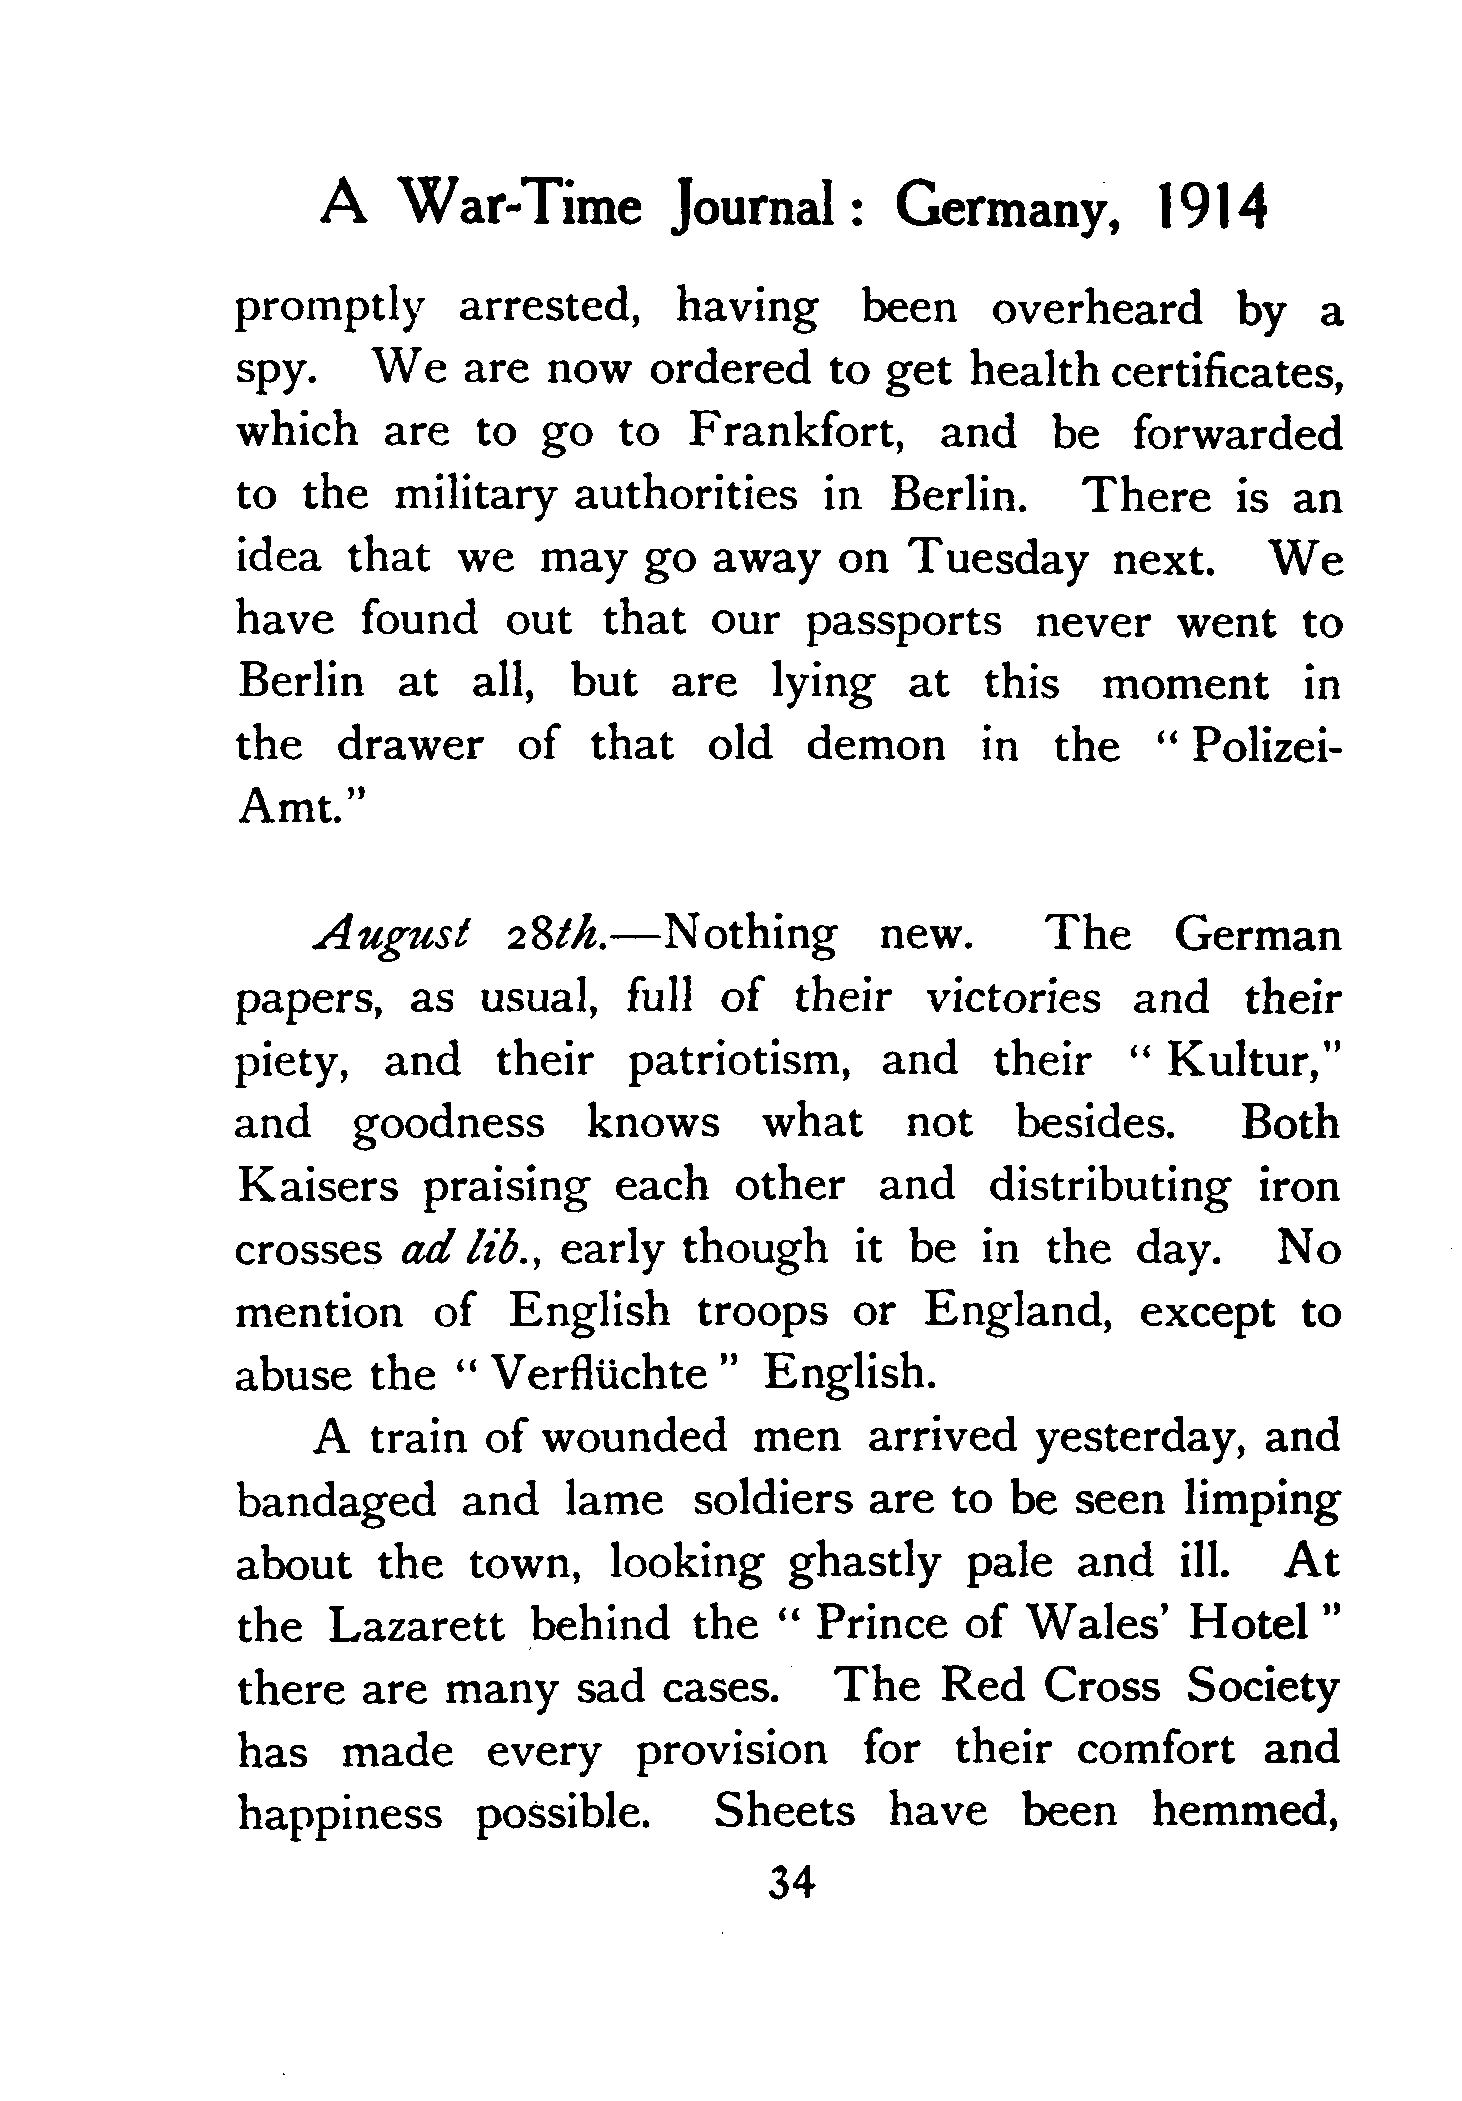 A War-Time Journal: Germany, 1914
promptly arrested, having been overheard by a
spy. We are now ordered to get health certificates,
which are to go to Frankfort, and be forwarded
to the military authorities in Berlin. There is an
idea that we may go away on Tuesday next. We
have found out that our passports never went to
Berlin at all, but are lying at this moment in
the drawer of that old demon in the " Polizei-
Amt."
August 28th.—Nothing new. The German
papers, as usual, full of their victories and their
piety, and their patriotism, and their " Kultur,"
and goodness knows what not besides. Both
Kaisers praising each other and distributing iron
crosses ad lib., early though it be in the day. No
mention of English troops or England, except to
abuse the " Verflüchte " English.
A train of wounded men arrived yesterday, and
bandaged and lame soldiers are to be seen limping
about the town, looking ghastly pale and ill. At
the Lazarett behind the " Prince of Wales' Hotel "
there are many sad cases. The Red Cross Society
has made every provision for their comfort and
happiness possible. Sheets have been hemmed,
34